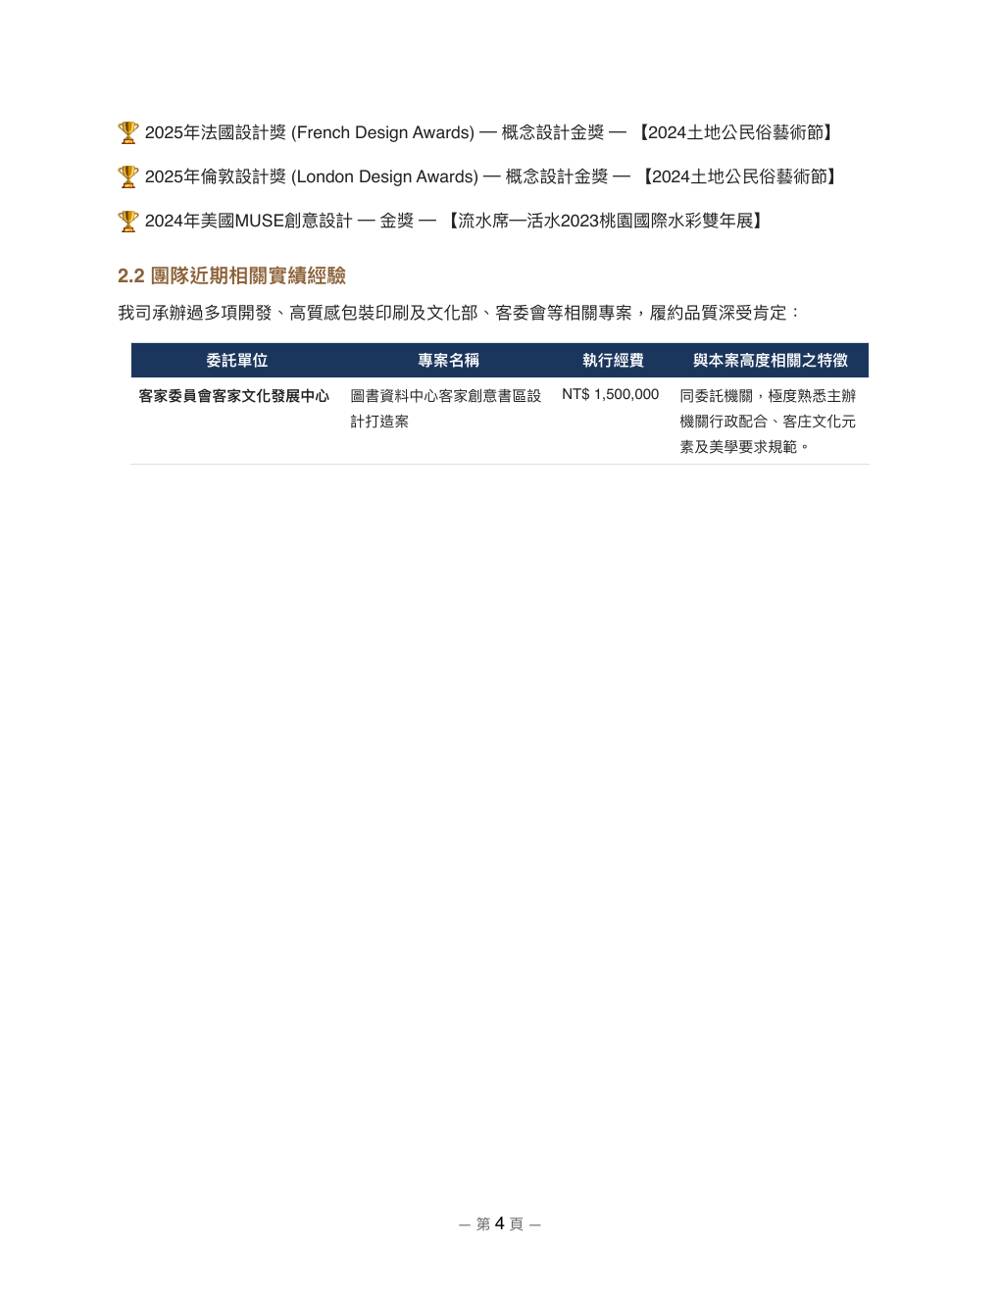 2025年法國設計獎 (French Design Awards) — 概念設計金獎 — 【2024土地公民俗藝術節】
2025年倫敦設計獎 (London Design Awards) — 概念設計金獎 — 【2024土地公民俗藝術節】
2024年美國MUSE創意設計 — 金獎 — 【流水席—活水2023桃園國際水彩雙年展】
2.2 團隊近期相關實績經驗
我司承辦過多項開發、高質感包裝印刷及文化部、客委會等相關專案，履約品質深受肯定：
委託單位 專案名稱 執行經費 與本案高度相關之特徵
客家委員會客家文化發展中心 圖書資料中心客家創意書區設 NT$ 1,500,000 同委託機關，極度熟悉主辦
計打造案 機關行政配合、客庄文化元
素及美學要求規範。
— 第 4 頁 —